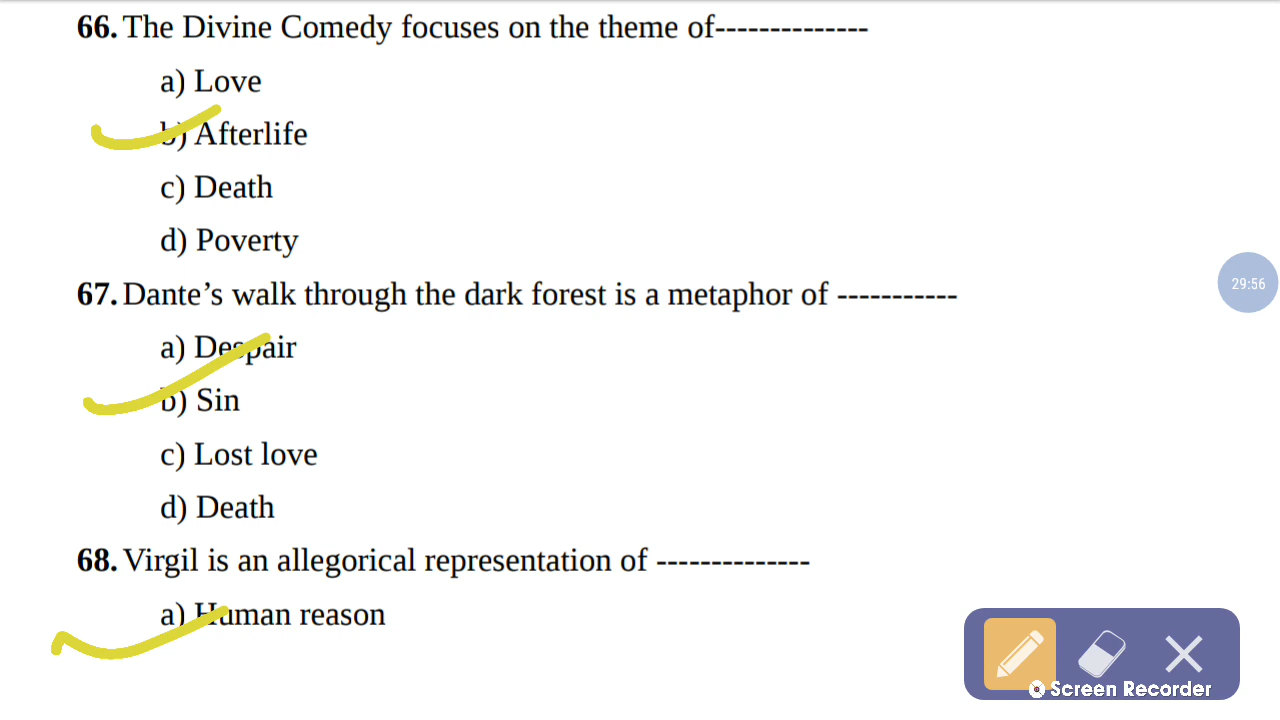 66. The Divine Comedy focuses on the theme of--------------
a) Love
b) Afterlife
c) Death
d) Poverty
67. Dante’s walk through the dark forest is a metaphor of -----------
29:56
a) Despair
b) Sin
c) Lost love
d) Death
68. Virgil is an allegorical representation of --------------
a) Human reason
Screen Recorder